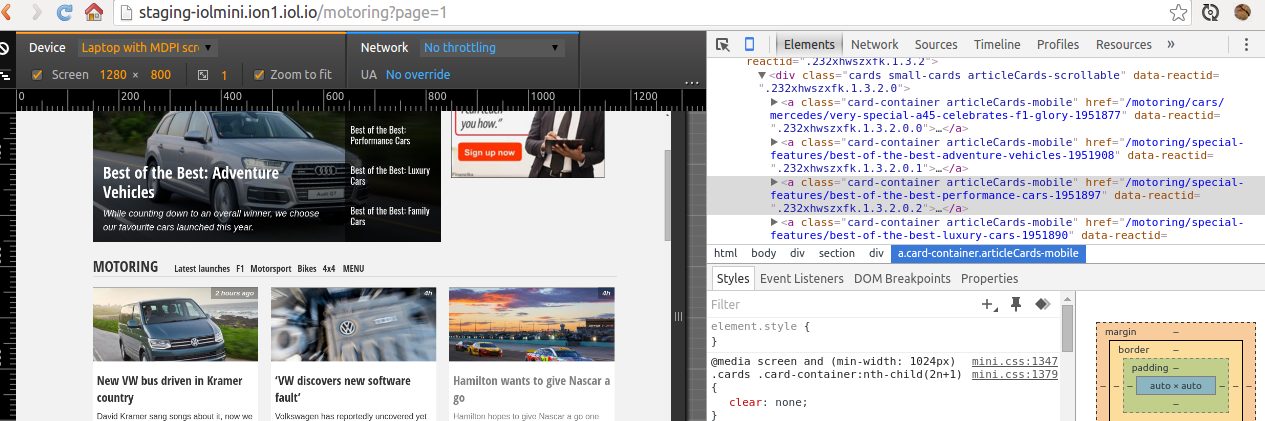 staging-iolmini.ion1.iol.io/motoring?page=1
Device Laptop with MDPI scr
Network No throttling
Screen 1280 × 800 1 Zoom to fit
UA No override
...
0 200 400 600 800 1000 1200
Best of the Best: Adventure
Vehicles
While counting down to an overall winner, we choose
our favourite cars launched this year.
Best of the Best:
Performance Cars
Best of the Best: Luxury
Cars
Best of the Best: Family
Cars
teach
you how.”
Sign up now
MOTORING Latest launches F1 Motorsport Bikes 4x4 MENU
2 hours ago
New VW bus driven in Kramer
country
David Kramer sang songs about it, now we
4h
‘VW discovers new software
fault’
Volkswagen has reportedly uncovered yet
4h
Hamilton wants to give Nascar a
go
Hamilton hopes to give Nascar a go one
Elements Network Sources Timeline Profiles Resources »
reactid=".232xhwszxfk.1.3.2">
▼<div class="cards small-cards articleCards-scrollable" data-reactid=
".232xhwszxfk.1.3.2.0">
▶<a class="card-container articleCards-mobile" href="/motoring/cars/
mercedes/very-special-a45-celebrates-f1-glory-1951877" data-reactid=
".232xhwszxfk.1.3.2.0.0">…</a>
▶<a class="card-container articleCards-mobile" href="/motoring/special-
features/best-of-the-best-adventure-vehicles-1951908" data-reactid=
".232xhwszxfk.1.3.2.0.1">…</a>
▶<a class="card-container articleCards-mobile" href="/motoring/special-
features/best-of-the-best-performance-cars-1951897" data-reactid=
".232xhwszxfk.1.3.2.0.2">…</a>
▶<a class="card-container articleCards-mobile" href="/motoring/special-
features/best-of-the-best-luxury-cars-1951890" data-reactid=
html body div section div a.card-container.articleCards-mobile
Styles Event Listeners DOM Breakpoints Properties
Filter
element.style {
}
@media screen and (min-width: 1024px) mini.css:1347
.cards .card-container:nth-child(2n+1) mini.css:1379
{
clear: none;
}
margin –
border –
padding –
– – – auto × auto – – –
–